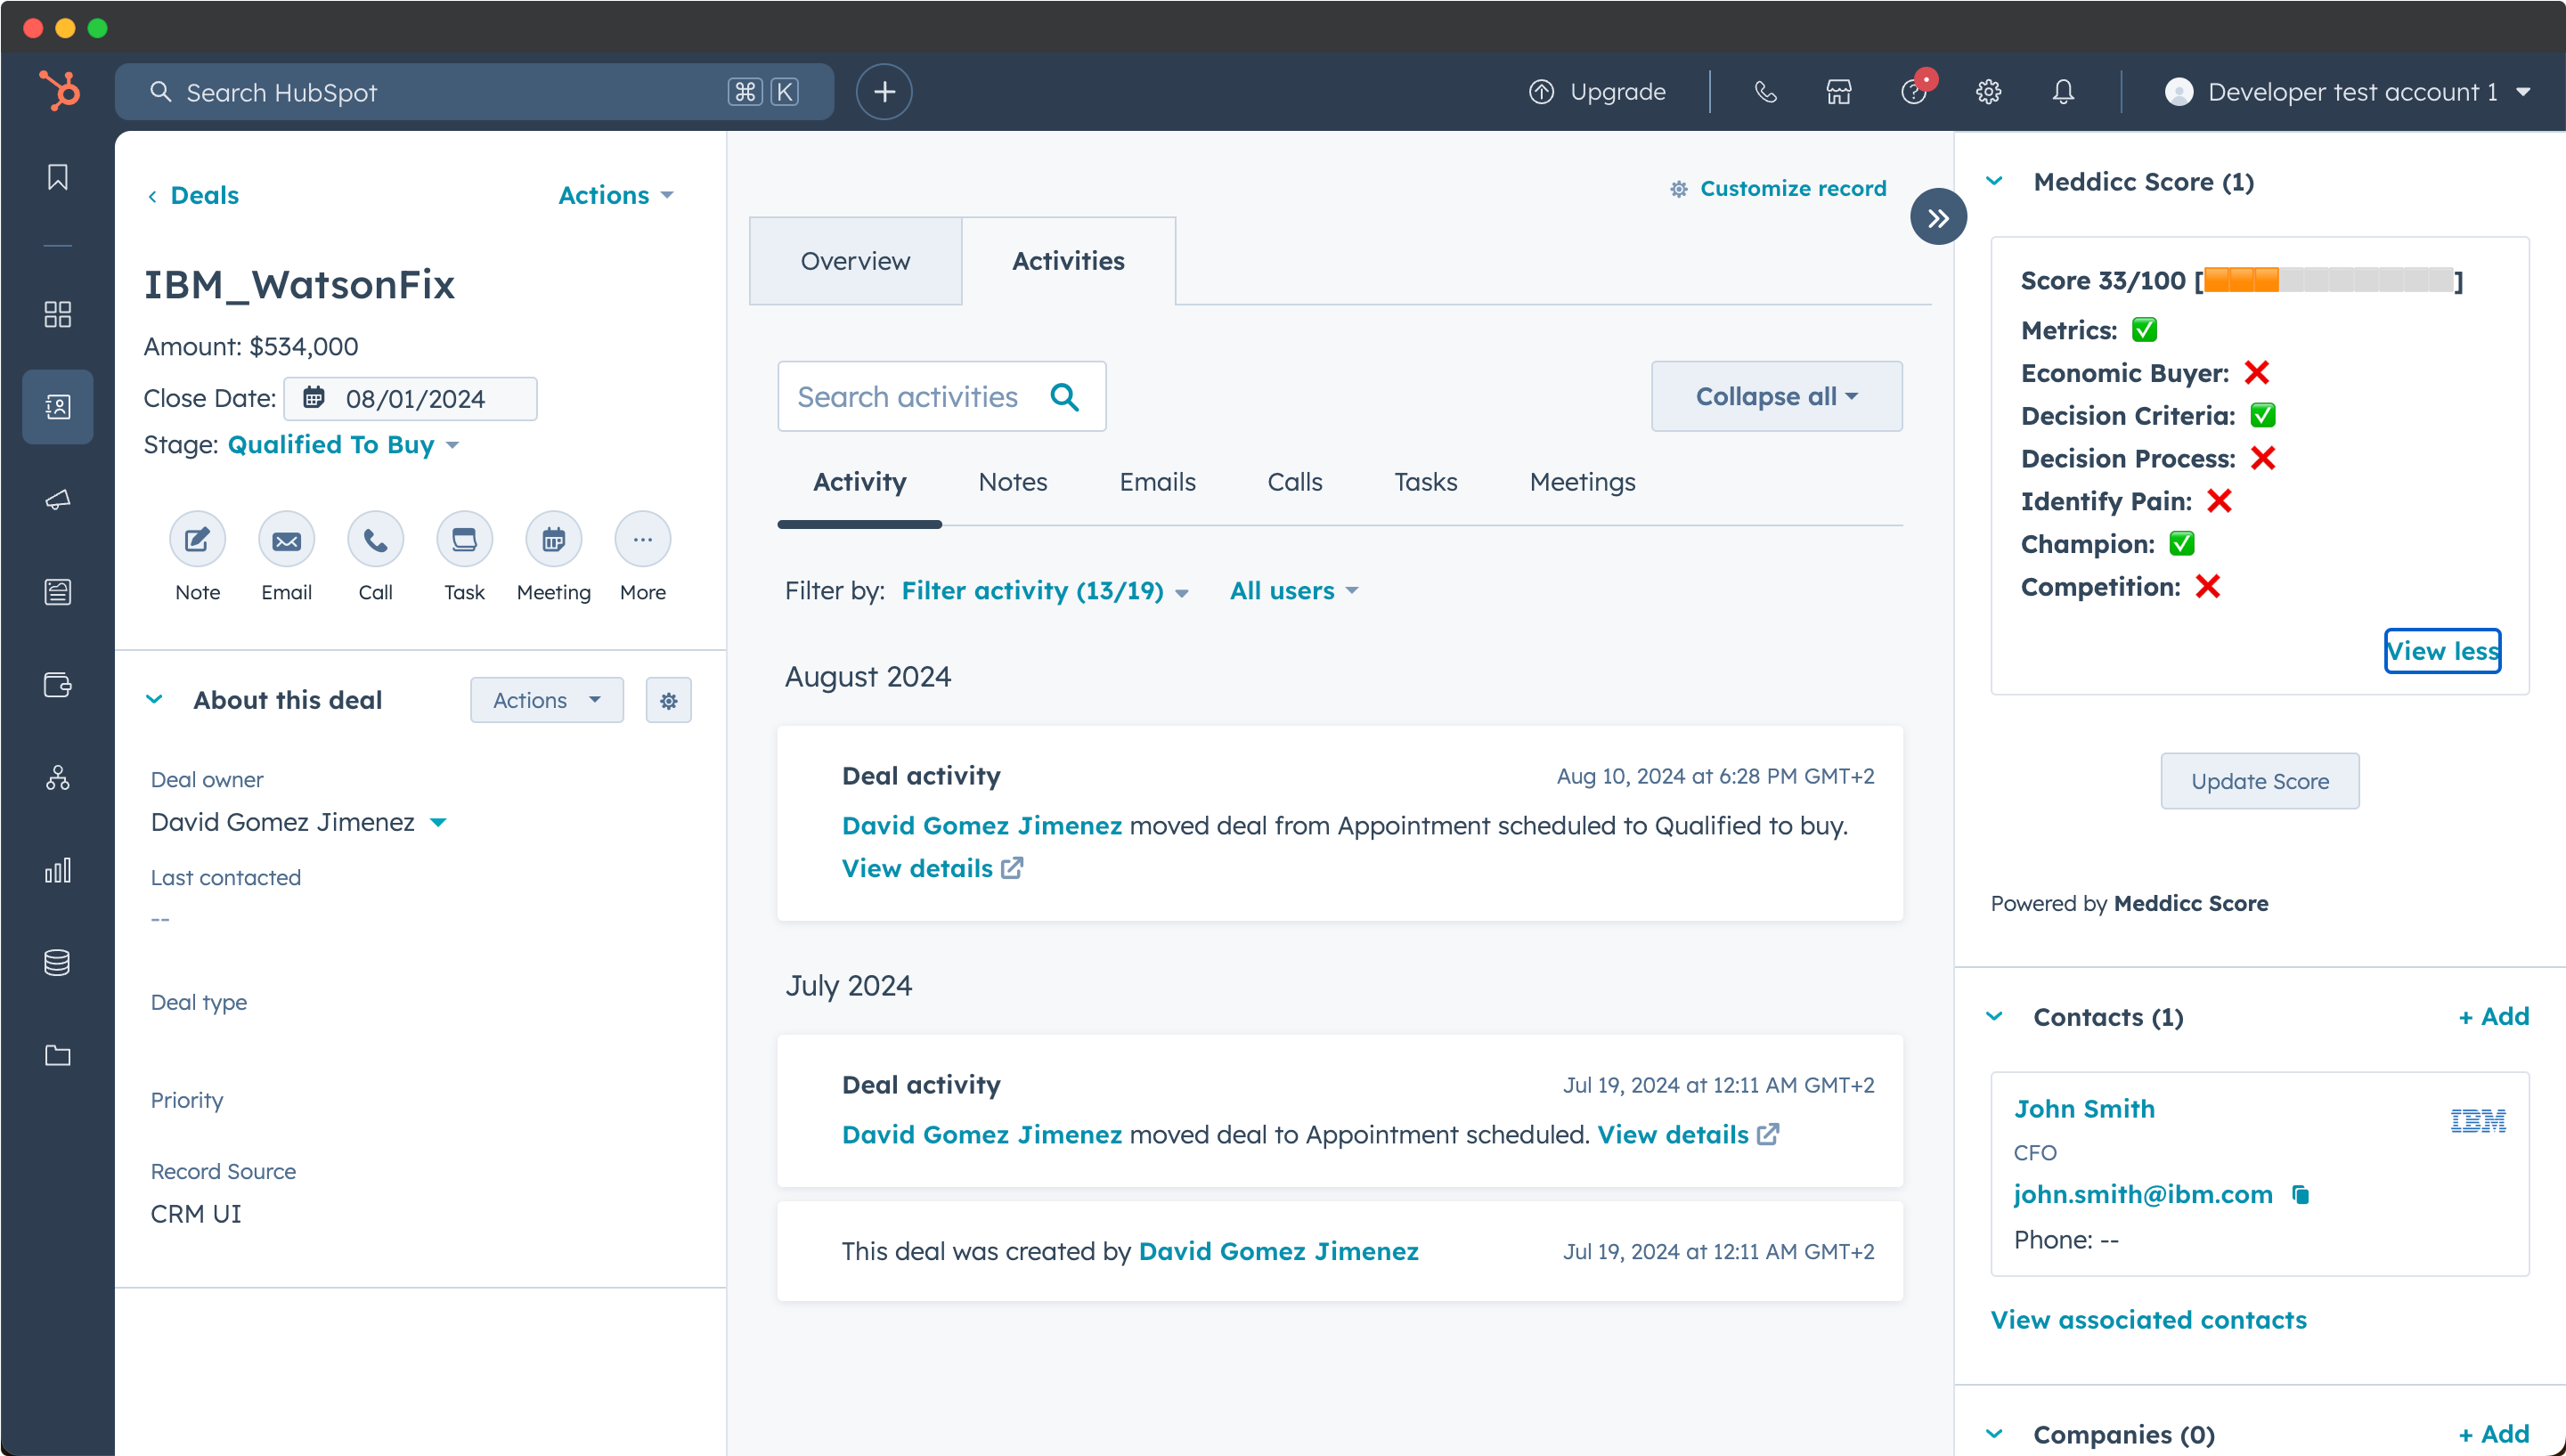 Search HubSpot
⌘ K
Upgrade
Developer test account 1
Deals
Actions
IBM_WatsonFix
Amount: $534,000
Close Date: 08/01/2024
Stage: Qualified To Buy
Note Email Call Task Meeting More
About this deal
Actions
Deal owner
David Gomez Jimenez
Last contacted
--
Deal type
Priority
Record Source
CRM UI
Customize record
Overview
Activities
Search activities
Collapse all
Activity Notes Emails Calls Tasks Meetings
Filter by: Filter activity (13/19) All users
August 2024
Deal activity
Aug 10, 2024 at 6:28 PM GMT+2
David Gomez Jimenez moved deal from Appointment scheduled to Qualified to buy.
View details
July 2024
Deal activity
Jul 19, 2024 at 12:11 AM GMT+2
David Gomez Jimenez moved deal to Appointment scheduled. View details
This deal was created by David Gomez Jimenez
Jul 19, 2024 at 12:11 AM GMT+2
Meddicc Score (1)
Score 33/100 [🟧🟧🟧⬜⬜⬜⬜⬜⬜⬜]
Metrics: ✅
Economic Buyer: ❌
Decision Criteria: ✅
Decision Process: ❌
Identify Pain: ❌
Champion: ✅
Competition: ❌
View less
Update Score
Powered by Meddicc Score
Contacts (1)
+ Add
John Smith
IBM
CFO
john.smith@ibm.com
Phone: --
View associated contacts
Companies (0)
+ Add